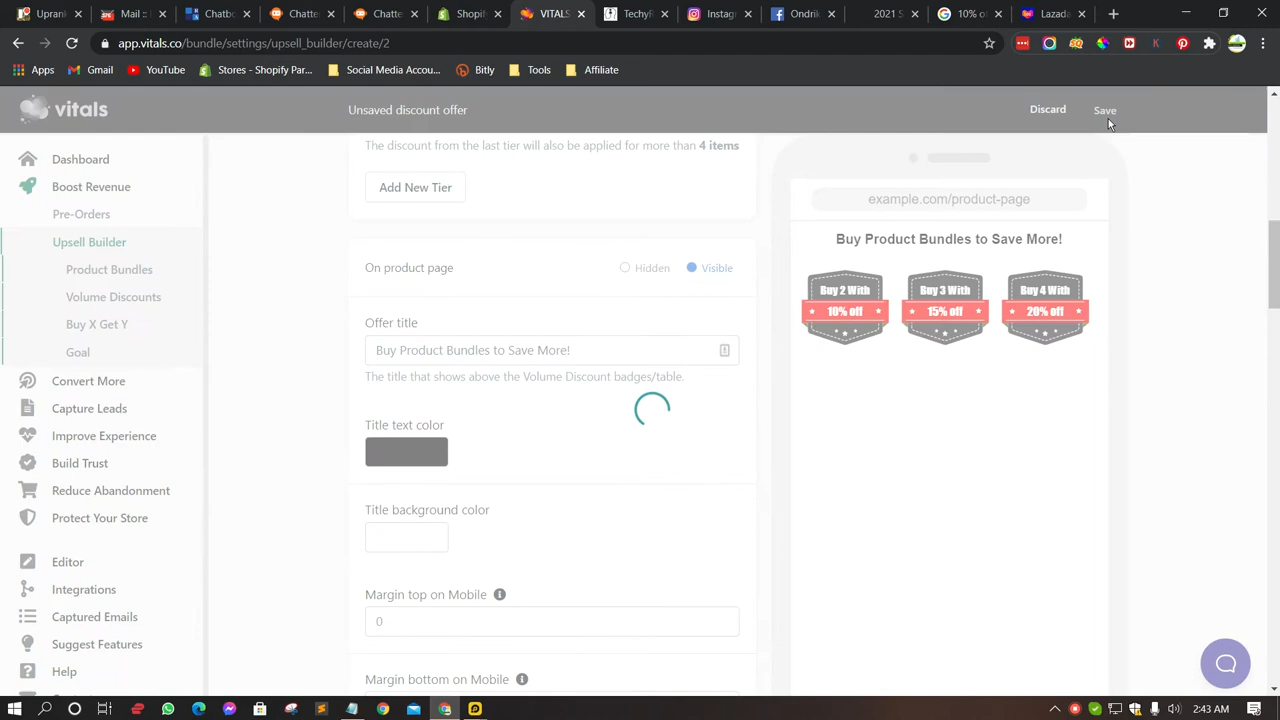 Uprank
Mail ::
Chatbo
Chatte
Chatte
Shopif
VITALS
TechyR
Instag
Ondrik
2021 S
10% o
Lazada
app.vitals.co/bundle/settings/upsell_builder/create/2
Apps
Gmail
YouTube
Stores - Shopify Par...
Social Media Accou...
Bitly
Tools
Affiliate
vitals
Unsaved discount offer
Discard
Save
Dashboard
Boost Revenue
Pre-Orders
Upsell Builder
Product Bundles
Volume Discounts
Buy X Get Y
Goal
Convert More
Capture Leads
Improve Experience
Build Trust
Reduce Abandonment
Protect Your Store
Editor
Integrations
Captured Emails
Suggest Features
Help
The discount from the last tier will also be applied for more than 4 items
Add New Tier
On product page
Hidden
Visible
Offer title
Buy Product Bundles to Save More!
The title that shows above the Volume Discount badges/table.
Title text color
Title background color
Margin top on Mobile
0
Margin bottom on Mobile
example.com/product-page
Buy Product Bundles to Save More!
Buy 2 With
10% off
Buy 3 With
15% off
Buy 4 With
20% off
2:43 AM